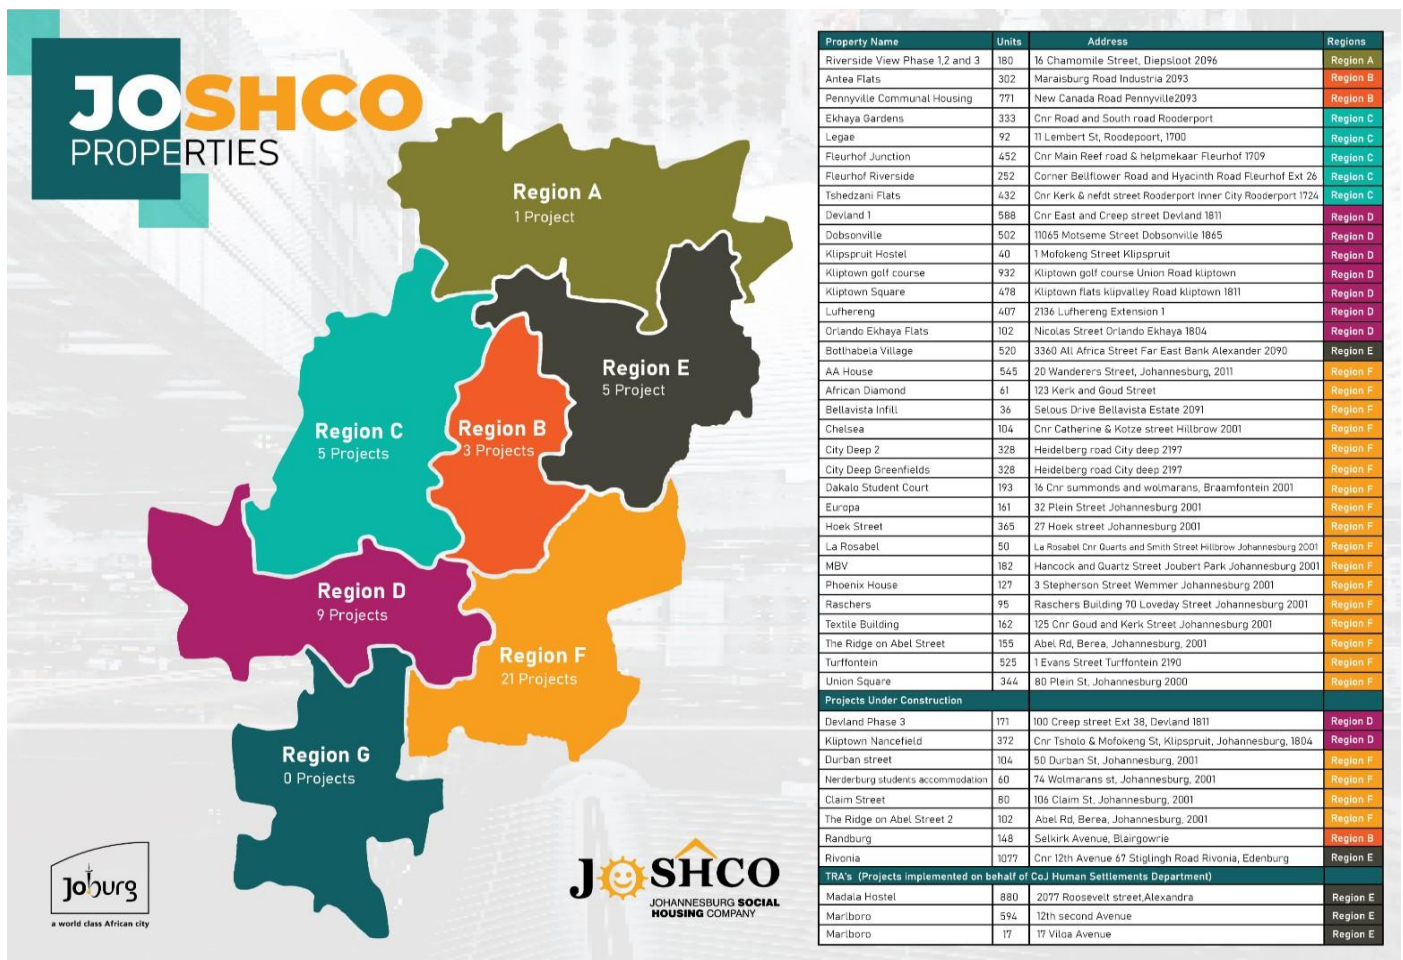 JOSHCO
PROPERTIES
Region A
1 Project
Region E
5 Project
Region C
5 Projects
Region B
3 Projects
Region D
9 Projects
Region F
21 Projects
Region G
0 Projects
Joburg
a world class African city
JOSHCO
JOHANNESBURG SOCIAL
HOUSING COMPANY
Property Name Units Address Regions
Riverside View Phase 1,2 and 3 180 16 Chamomile Street, Diepsloot 2096 Region A
Antea Flats 302 Maraisburg Road Industria 2093 Region B
Pennyville Communal Housing 771 New Canada Road Pennyville2093 Region B
Ekhaya Gardens 333 Cnr Road and South road Rooderport Region C
Legae 92 11 Lembert St, Roodepoort, 1700 Region C
Fleurhof Junction 452 Cnr Main Reef road & helpmekaar Fleurhof 1709 Region C
Fleurhof Riverside 252 Corner Bellflower Road and Hyacinth Road Fleurhof Ext 26 Region C
Tshedzani Flats 432 Cnr Kerk & nefdt street Rooderport Inner City Rooderport 1724 Region C
Devland 1 588 Cnr East and Creep street Devland 1811 Region D
Dobsonville 502 11065 Motseme Street Dobsonville 1865 Region D
Klipspruit Hostel 40 1 Mofokeng Street Klipspruit Region D
Kliptown golf course 932 Kliptown golf course Union Road kliptown Region D
Kliptown Square 478 Kliptown flats klipvalley Road kliptown 1811 Region D
Lufhereng 407 2136 Lufhereng Extension 1 Region D
Orlando Ekhaya Flats 102 Nicolas Street Orlando Ekhaya 1804 Region D
Botlhabela Village 520 3360 All Africa Street Far East Bank Alexander 2090 Region E
AA House 545 20 Wanderers Street, Johannesburg, 2011 Region F
African Diamond 61 123 Kerk and Goud Street Region F
Bellavista Infill 36 Selous Drive Bellavista Estate 2091 Region F
Chelsea 104 Cnr Catherine & Kotze street Hillbrow 2001 Region F
City Deep 2 328 Heidelberg road City deep 2197 Region F
City Deep Greenfields 328 Heidelberg road City deep 2197 Region F
Dakalo Student Court 193 16 Cnr summonds and wolmarans, Braamfontein 2001 Region F
Europa 161 32 Plein Street Johannesburg 2001 Region F
Hoek Street 365 27 Hoek street Johannesburg 2001 Region F
La Rosabel 50 La Rosabel Cnr Quarts and Smith Street Hillbrow Johannesburg 2001 Region F
MBV 182 Hancock and Quartz Street Joubert Park Johannesburg 2001 Region F
Phoenix House 127 3 Stepherson Street Wemmer Johannesburg 2001 Region F
Raschers 95 Raschers Building 70 Loveday Street Johannesburg 2001 Region F
Textile Building 162 125 Cnr Goud and Kerk Street Johannesburg 2001 Region F
The Ridge on Abel Street 155 Abel Rd, Berea, Johannesburg, 2001 Region F
Turffontein 525 1 Evans Street Turffontein 2190 Region F
Union Square 344 80 Plein St, Johannesburg 2000 Region F
Projects Under Construction
Devland Phase 3 171 100 Creep street Ext 38, Devland 1811 Region D
Kliptown Nancefield 372 Cnr Tsholo & Mofokeng St, Klipspruit, Johannesburg, 1804 Region D
Durban street 104 50 Durban St, Johannesburg, 2001 Region F
Nerderburg students accommodation 60 74 Wolmarans st, Johannesburg, 2001 Region F
Claim Street 80 106 Claim St, Johannesburg, 2001 Region F
The Ridge on Abel Street 2 102 Abel Rd, Berea, Johannesburg, 2001 Region F
Randburg 148 Selkirk Avenue, Blairgowrie Region B
Rivonia 1077 Cnr 12th Avenue 67 Stiglingh Road Rivonia, Edenburg Region E
TRA's (Projects implemented on behalf of CoJ Human Settlements Department)
Madala Hostel 880 2077 Roosevelt street,Alexandra Region E
Marlboro 594 12th second Avenue Region E
Marlboro 17 17 Viloa Avenue Region E